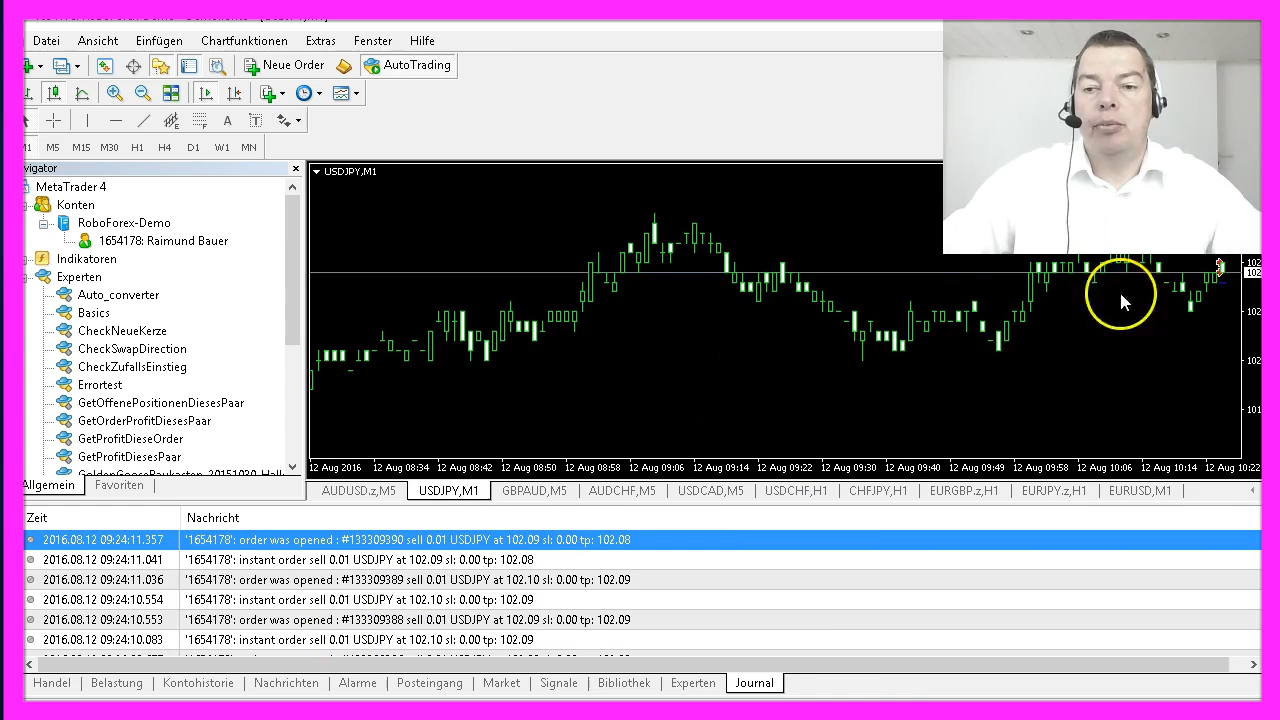 Datei Ansicht Einfügen Chartfunktionen Extras Fenster Hilfe
Neue Order AutoTrading
A T
M5 M15 M30 H1 H4 D1 W1 MN
vigator
MetaTrader 4
Konten
RoboForex-Demo
1654178: Raimund Bauer
Indikatoren
Experten
Auto_converter
Basics
CheckNeueKerze
CheckSwapDirection
CheckZufallsEinstieg
Errortest
GetOffenePositionenDiesesPaar
GetOrderProfitDiesesPaar
GetProfitDieseOrder
GetProfitDiesesPaar
Allgemein Favoriten
USDJPY,M1
102
102
102
102
101
12 Aug 2016 12 Aug 08:34 12 Aug 08:42 12 Aug 08:50 12 Aug 08:58 12 Aug 09:06 12 Aug 09:14 12 Aug 09:22 12 Aug 09:30 12 Aug 09:40 12 Aug 09:49 12 Aug 09:58 12 Aug 10:06 12 Aug 10:14 12 Aug 10:22
AUDUSD.z,M5 USDJPY,M1 GBPAUD,M5 AUDCHF,M5 USDCAD,M5 USDCHF,H1 CHFJPY,H1 EURGBP.z,H1 EURJPY.z,H1 EURUSD,M1
Zeit Nachricht
2016.08.12 09:24:11.357 '1654178': order was opened : #133309390 sell 0.01 USDJPY at 102.09 sl: 0.00 tp: 102.08
2016.08.12 09:24:11.041 '1654178': instant order sell 0.01 USDJPY at 102.09 sl: 0.00 tp: 102.08
2016.08.12 09:24:11.036 '1654178': order was opened : #133309389 sell 0.01 USDJPY at 102.10 sl: 0.00 tp: 102.09
2016.08.12 09:24:10.554 '1654178': instant order sell 0.01 USDJPY at 102.10 sl: 0.00 tp: 102.09
2016.08.12 09:24:10.553 '1654178': order was opened : #133309388 sell 0.01 USDJPY at 102.09 sl: 0.00 tp: 102.09
2016.08.12 09:24:10.083 '1654178': instant order sell 0.01 USDJPY at 102.10 sl: 0.00 tp: 102.09
Handel Belastung Kontohistorie Nachrichten Alarme Posteingang Market Signale Bibliothek Experten Journal